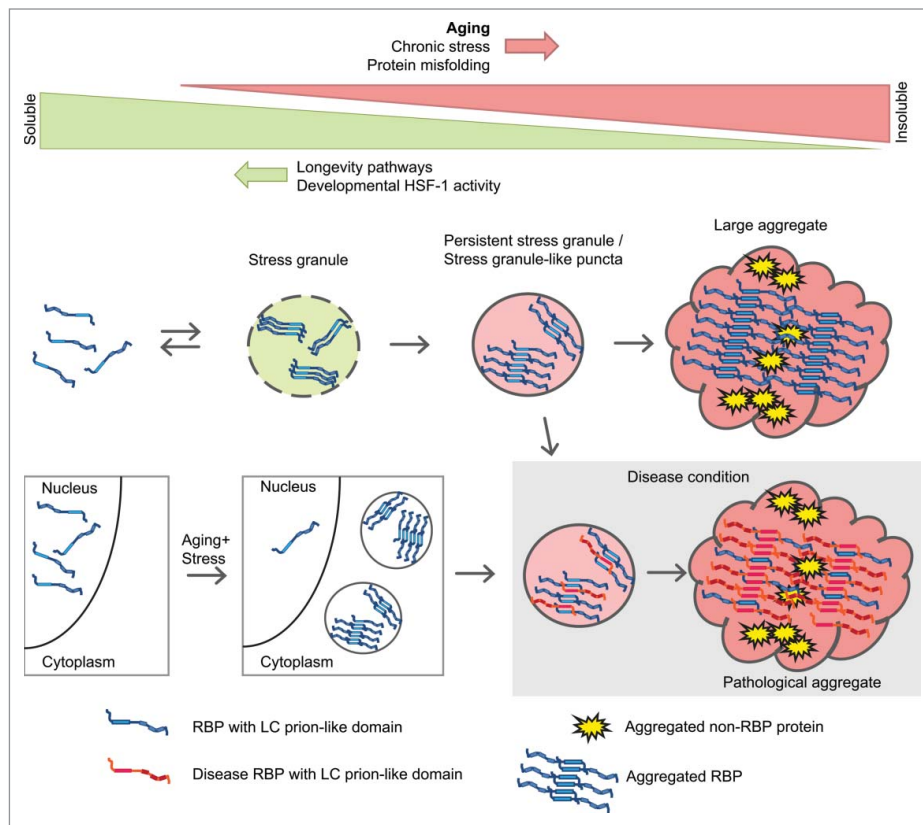 Aging
Chronic stress
Protein misfolding
Soluble
Insoluble
Longevity pathways
Developmental HSF-1 activity
Stress granule
Persistent stress granule /
Stress granule-like puncta
Large aggregate
Nucleus
Cytoplasm
Aging+
Stress
Nucleus
Cytoplasm
Disease condition
Pathological aggregate
RBP with LC prion-like domain
Disease RBP with LC prion-like domain
Aggregated non-RBP protein
Aggregated RBP